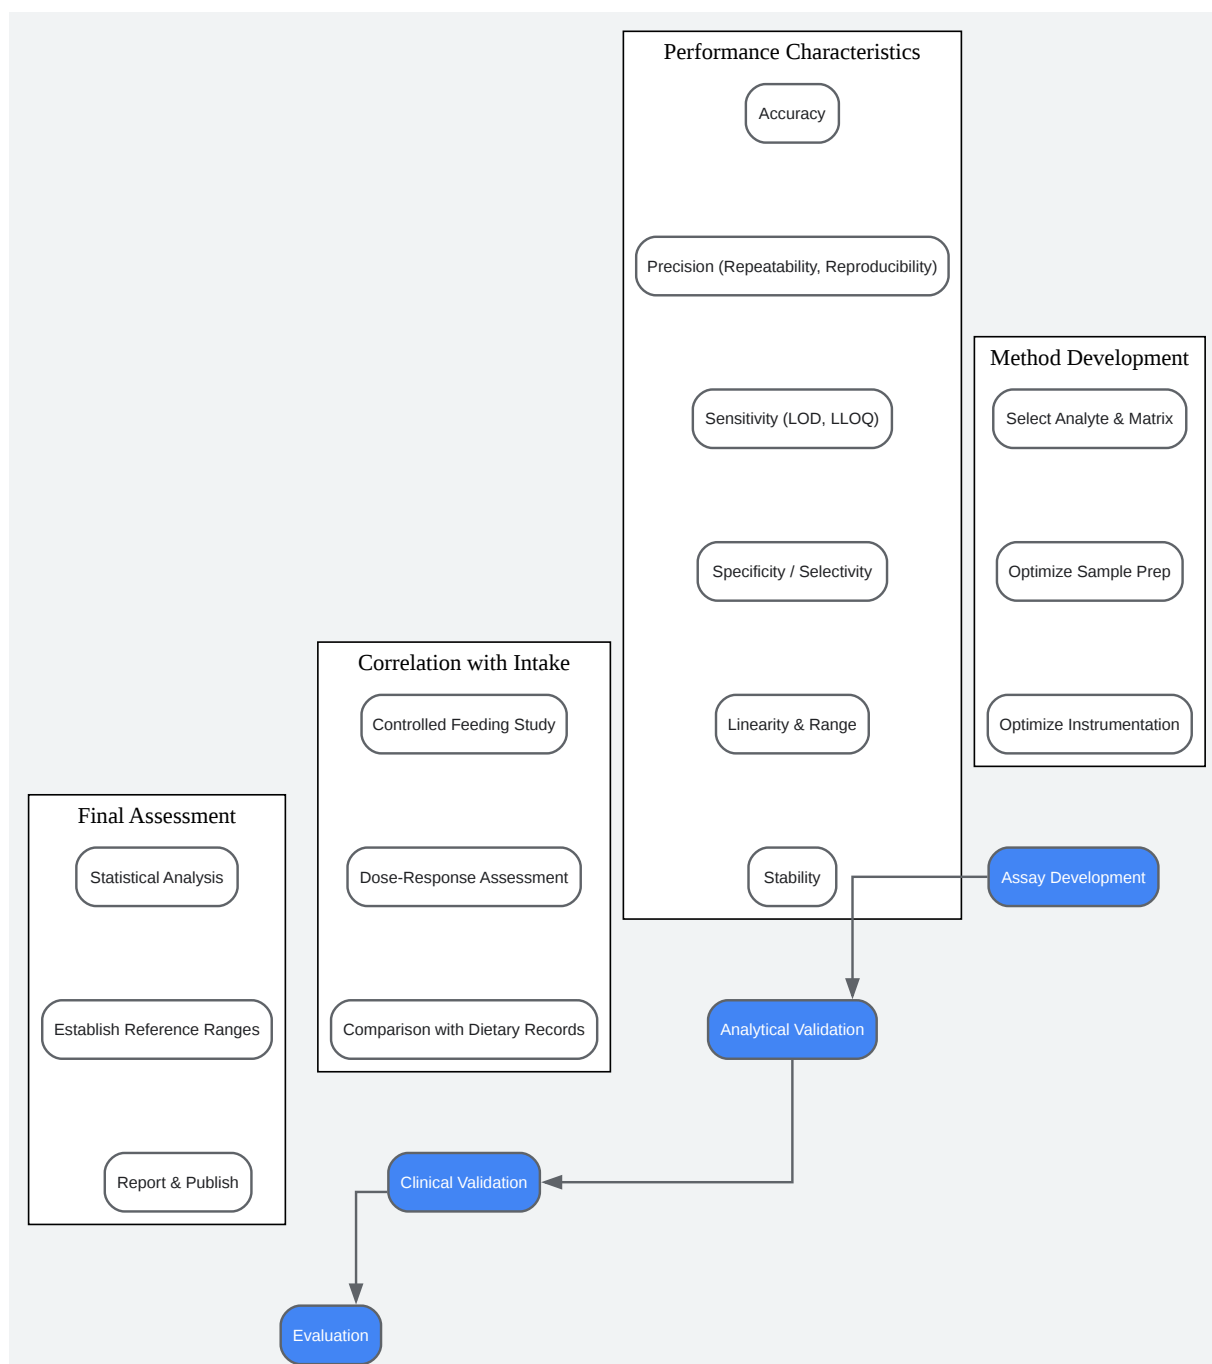 Performance Characteristics
Accuracy
Precision (Repeatability, Reproducibility)
Sensitivity (LOD, LLOQ)
Specificity / Selectivity
Linearity & Range
Stability
Method Development
Select Analyte & Matrix
Optimize Sample Prep
Optimize Instrumentation
Correlation with Intake
Controlled Feeding Study
Dose-Response Assessment
Comparison with Dietary Records
Final Assessment
Statistical Analysis
Establish Reference Ranges
Report & Publish
Assay Development
Analytical Validation
Clinical Validation
Evaluation